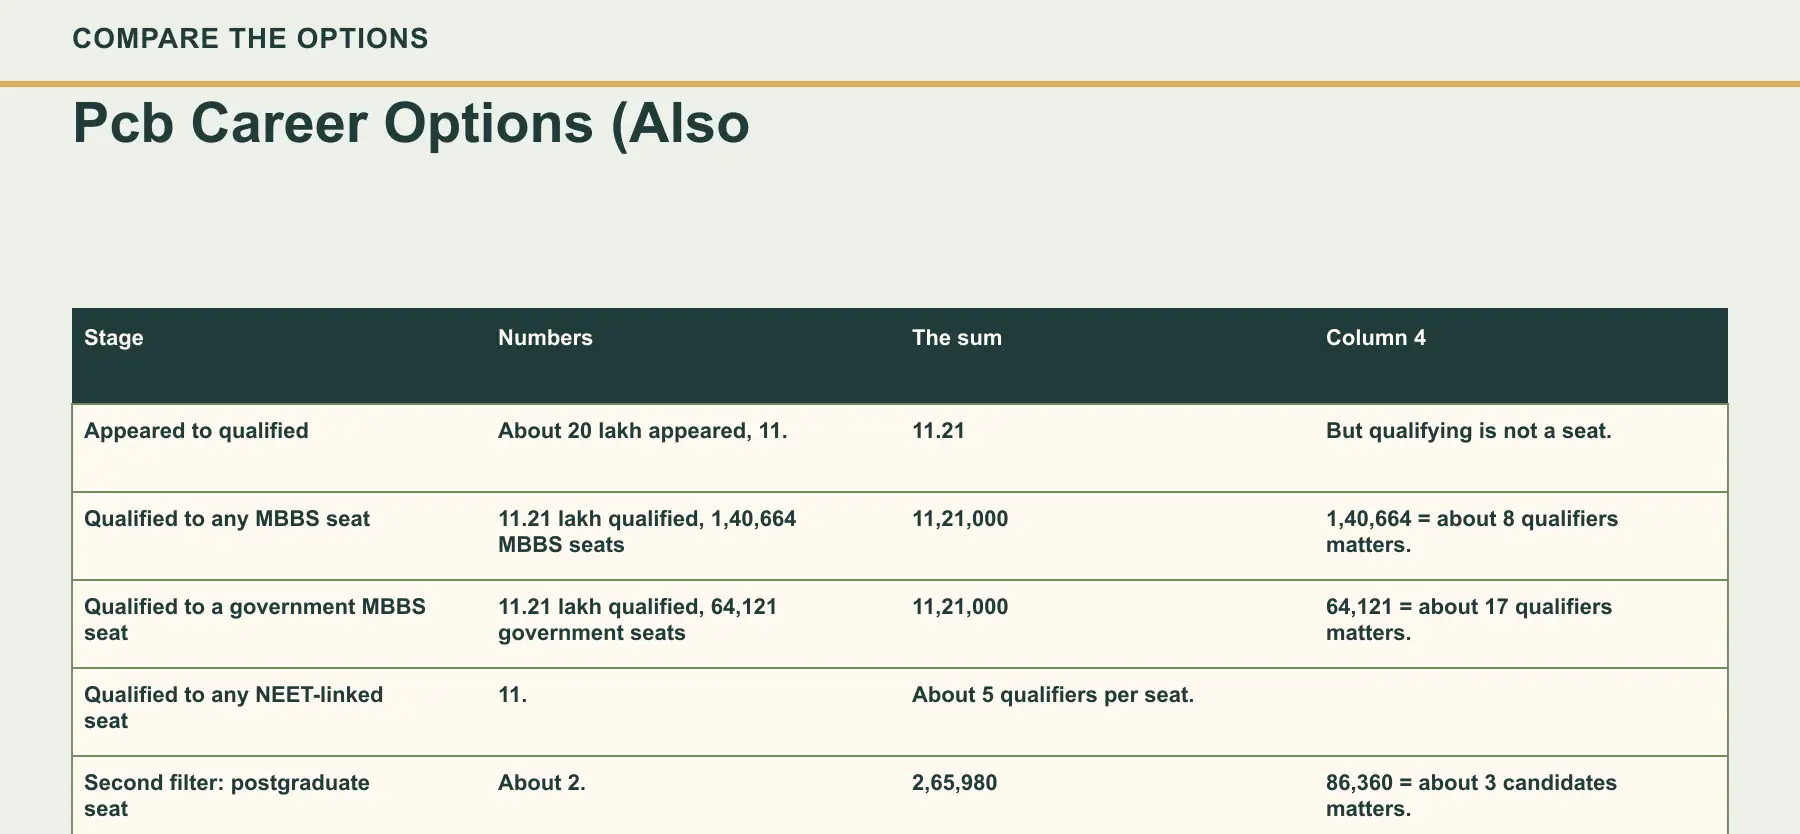 COMPARE THE OPTIONS
Pcb Career Options (Also
Stage
Numbers
The sum
Column 4
Appeared to qualified
About 20 lakh appeared, 11.
11.21
But qualifying is not a seat.
Qualified to any MBBS seat
11.21 lakh qualified, 1,40,664
MBBS seats
11,21,000
1,40,664 = about 8 qualifiers
matters.
Qualified to a government MBBS
seat
11.21 lakh qualified, 64,121
government seats
11,21,000
64,121 = about 17 qualifiers
matters.
Qualified to any NEET-linked
seat
11.
About 5 qualifiers per seat.
Second filter: postgraduate
seat
About 2.
2,65,980
86,360 = about 3 candidates
matters.